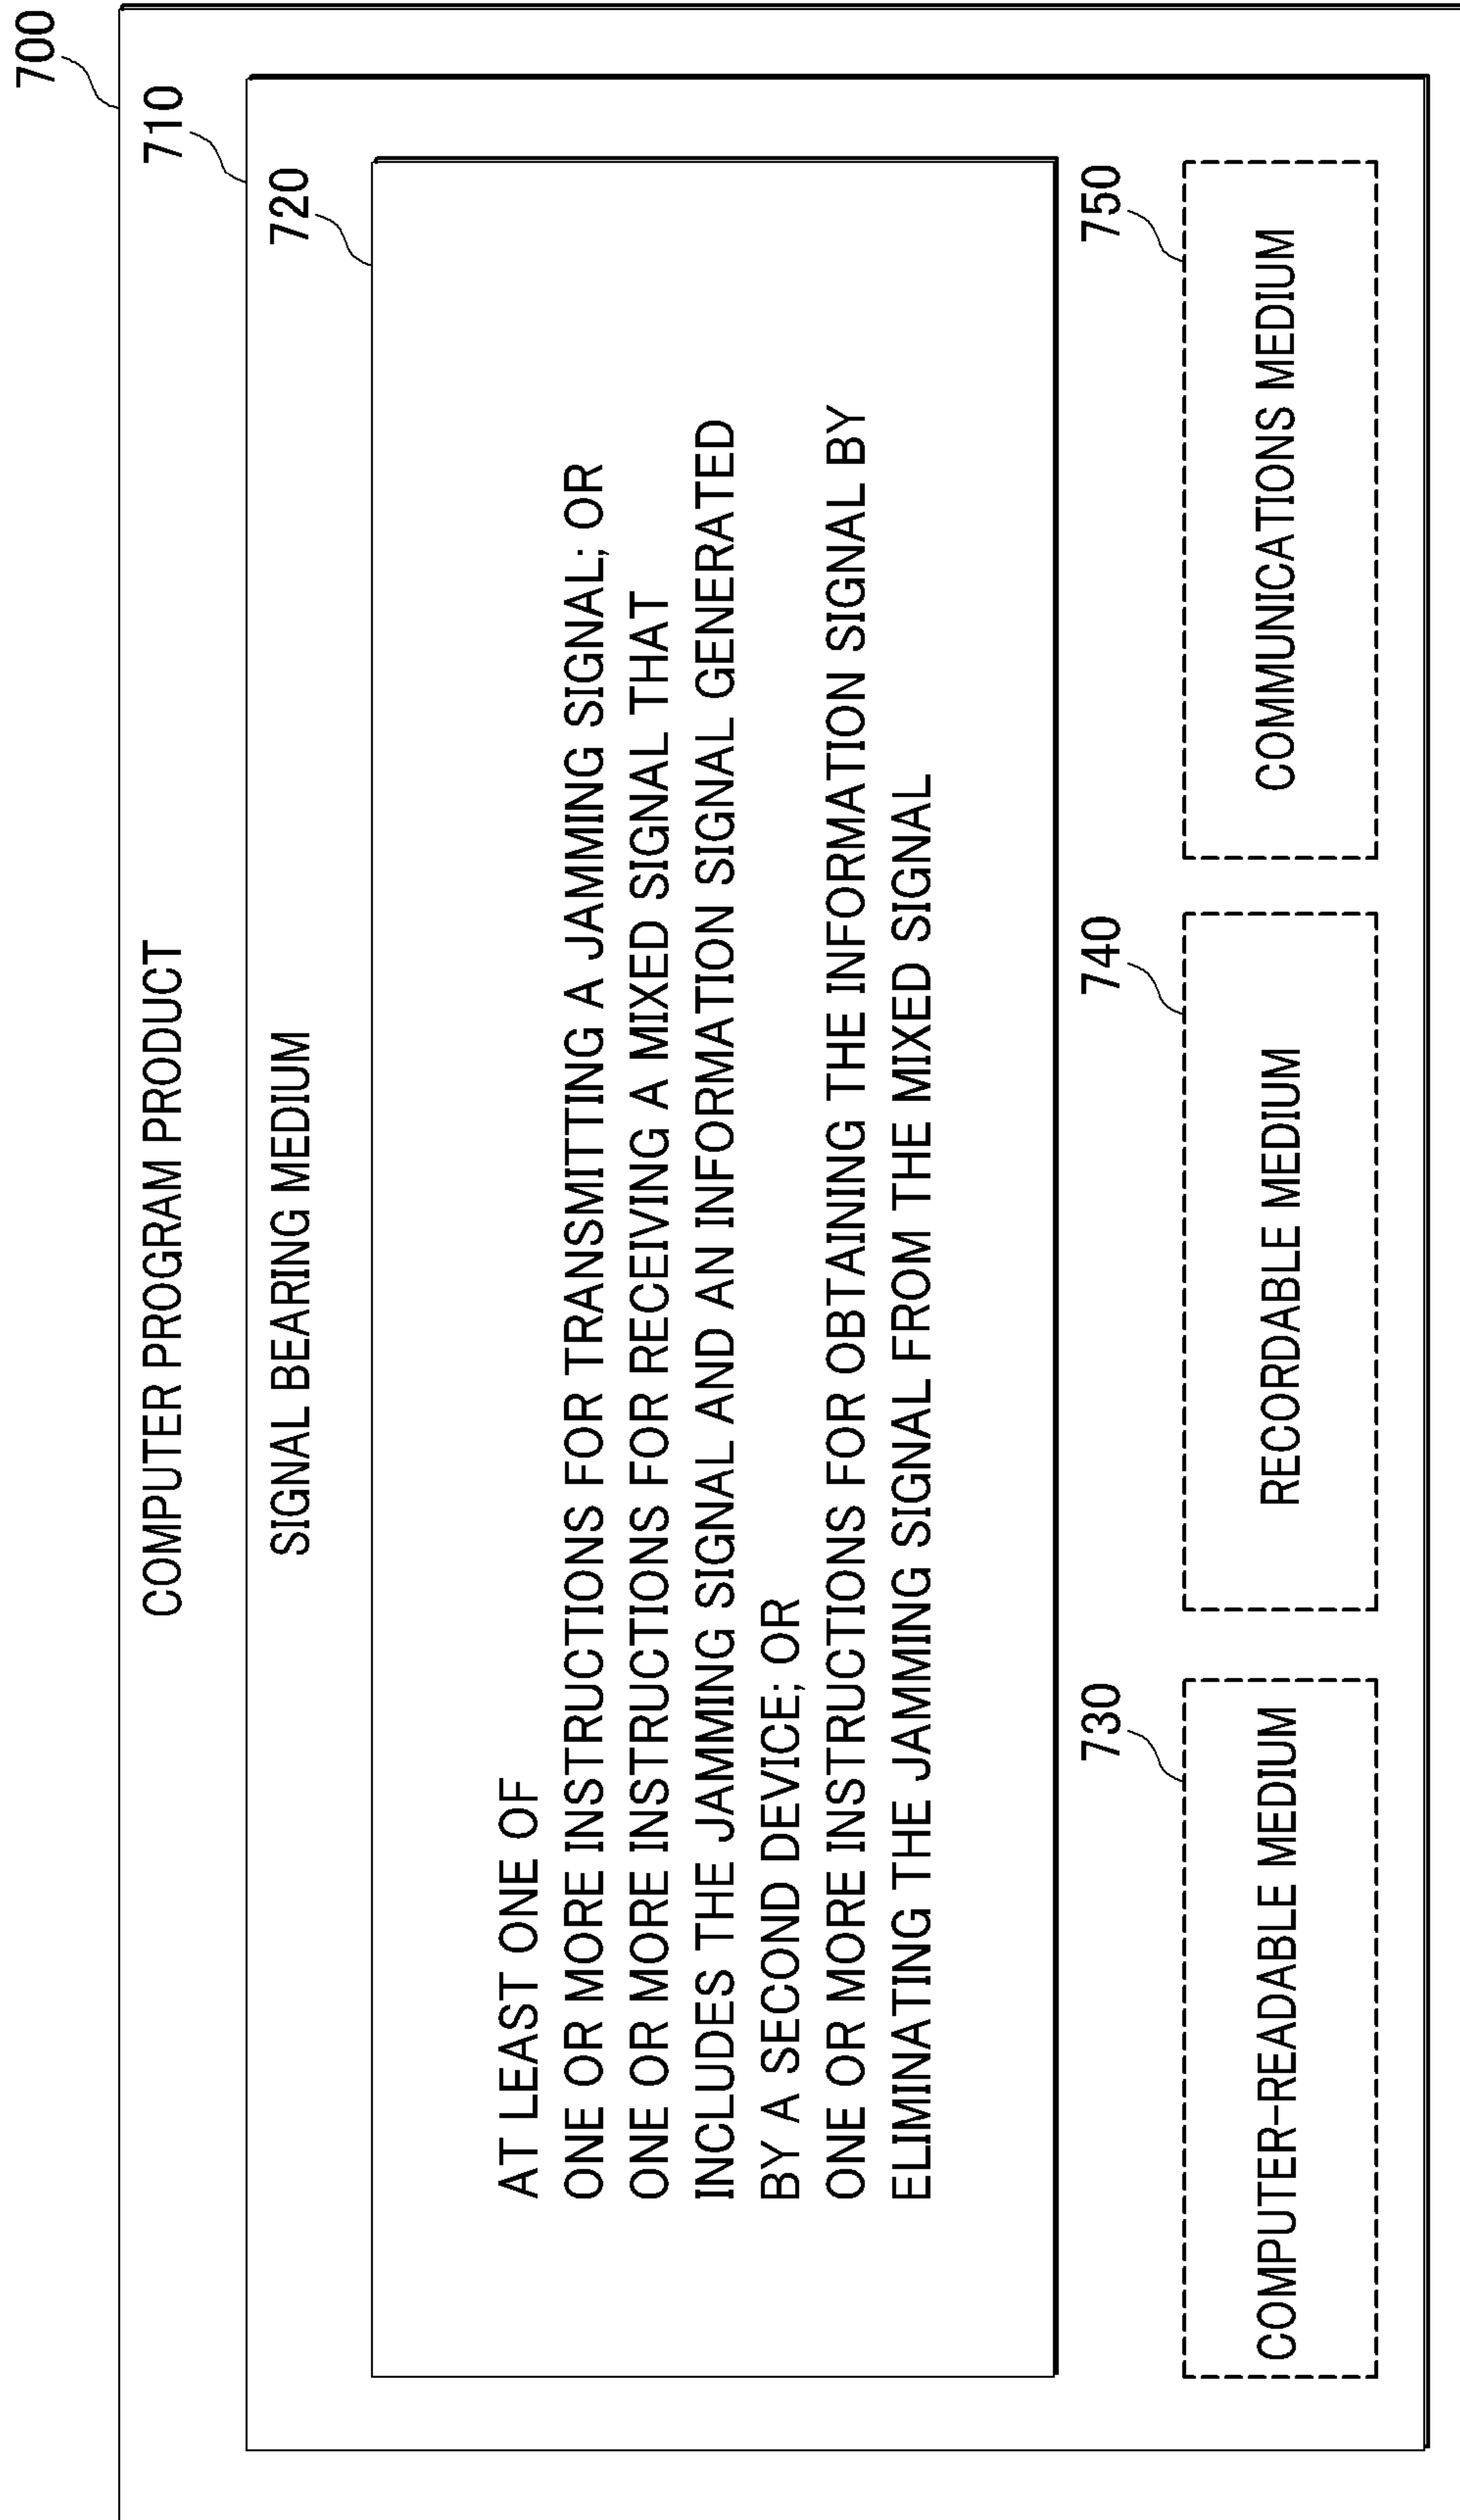 700
COMPUTER PROGRAM PRODUCT
710
SIGNAL BEARING MEDIUM
720
AT LEAST ONE OF
ONE OR MORE INSTRUCTIONS FOR TRANSMITTING A JAMMING SIGNAL; OR
ONE OR MORE INSTRUCTIONS FOR RECEIVING A MIXED SIGNAL THAT
INCLUDES THE JAMMING SIGNAL AND AN INFORMATION SIGNAL GENERATED
BY A SECOND DEVICE; OR
ONE OR MORE INSTRUCTIONS FOR OBTAINING THE INFORMATION SIGNAL BY
ELIMINATING THE JAMMING SIGNAL FROM THE MIXED SIGNAL
730
COMPUTER-READABLE MEDIUM
740
RECORDABLE MEDIUM
750
COMMUNICATIONS MEDIUM